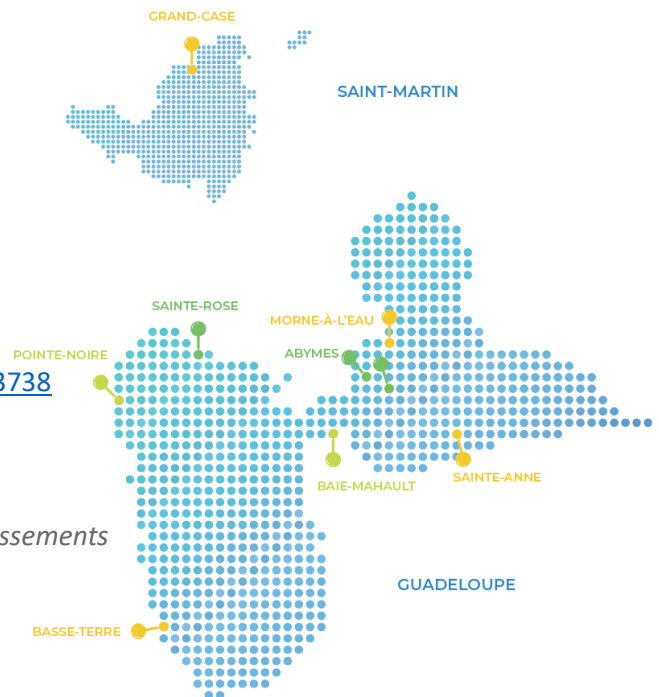 GRAND-CASE
SAINT-MARTIN
SAINTE-ROSE
MORNE-À-L'EAU
POINTE-NOIRE
ABYMES
3738
BAIE-MAHAULT
SAINTE-ANNE
ssements
GUADELOUPE
BASSE-TERRE